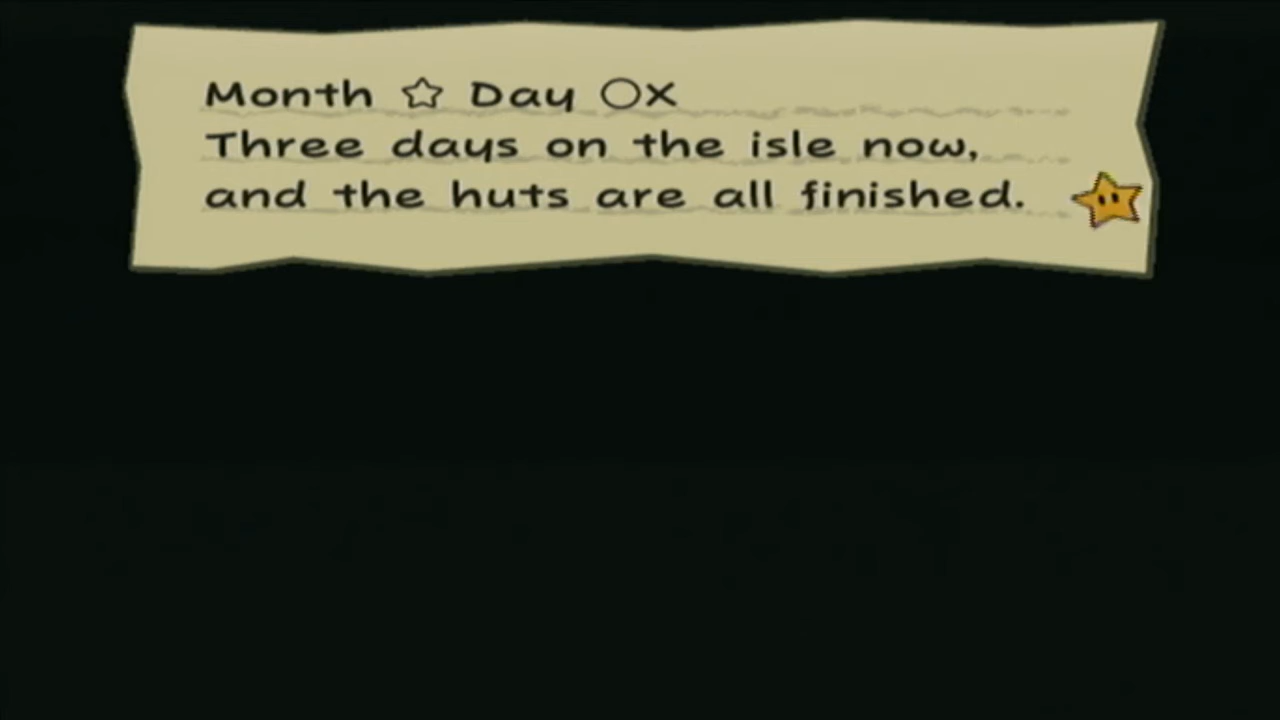 Month ☆ Day ○x
Three days on the isle now,
and the huts are all finished.